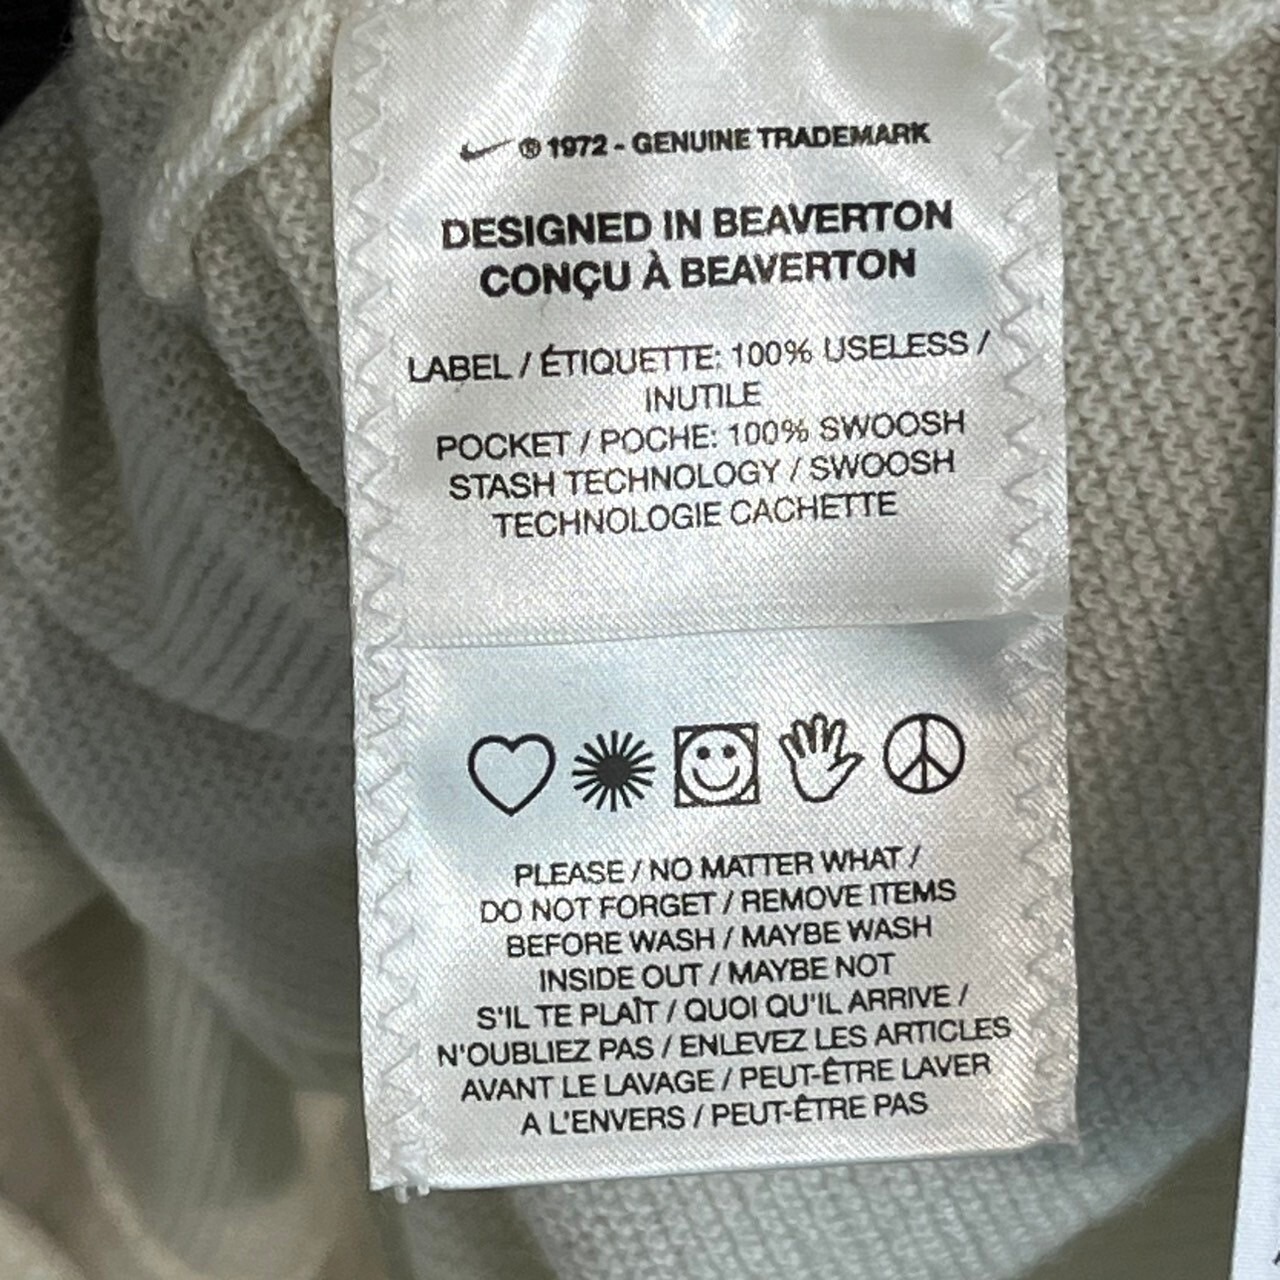 ® 1972 - GENUINE TRADEMARK
DESIGNED IN BEAVERTON
CONÇU À BEAVERTON
LABEL / ÉTIQUETTE: 100% USELESS /
INUTILE
POCKET / POCHE: 100% SWOOSH
STASH TECHNOLOGY / SWOOSH
TECHNOLOGIE CACHETTE
PLEASE / NO MATTER WHAT /
DO NOT FORGET / REMOVE ITEMS
BEFORE WASH / MAYBE WASH
INSIDE OUT / MAYBE NOT
S'IL TE PLAÎT / QUOI QU'IL ARRIVE /
N'OUBLIEZ PAS / ENLEVEZ LES ARTICLES
AVANT LE LAVAGE / PEUT-ÊTRE LAVER
A L'ENVERS / PEUT-ÊTRE PAS